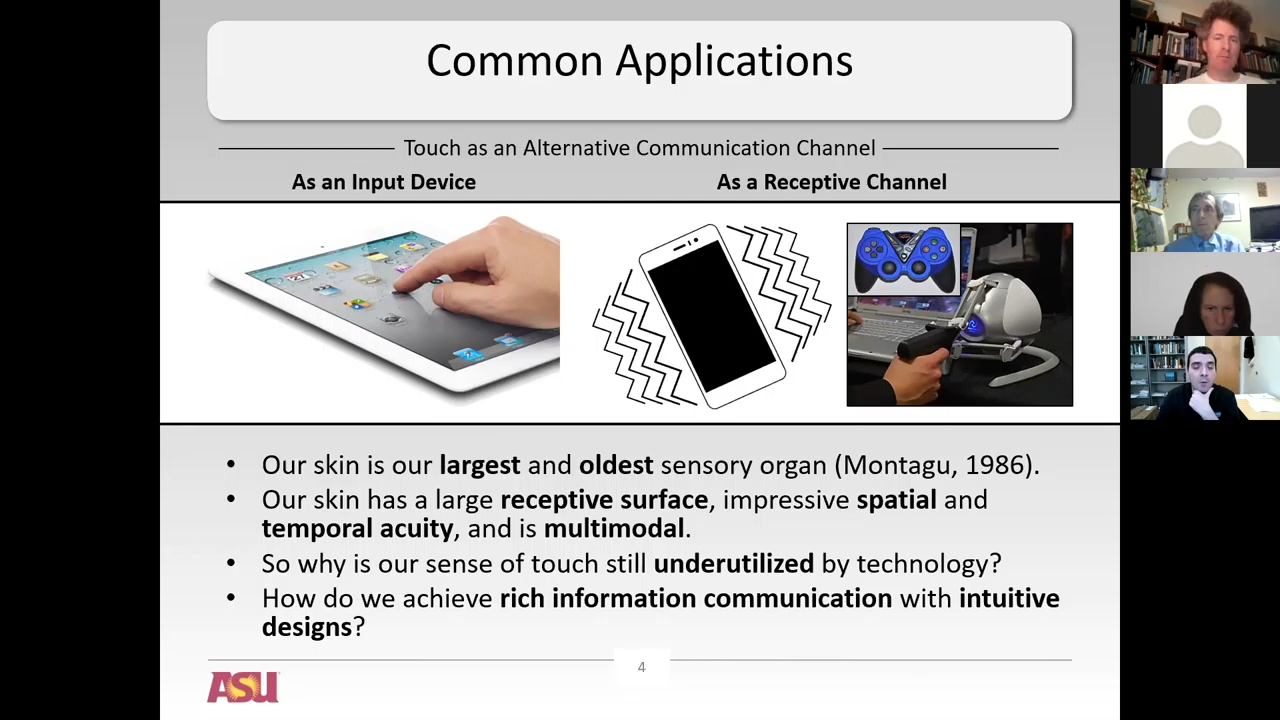 Common Applications
Touch as an Alternative Communication Channel
As an Input Device
As a Receptive Channel
• Our skin is our largest and oldest sensory organ (Montagu, 1986).
• Our skin has a large receptive surface, impressive spatial and
temporal acuity, and is multimodal.
• So why is our sense of touch still underutilized by technology?
• How do we achieve rich information communication with intuitive
designs?
4
ASU